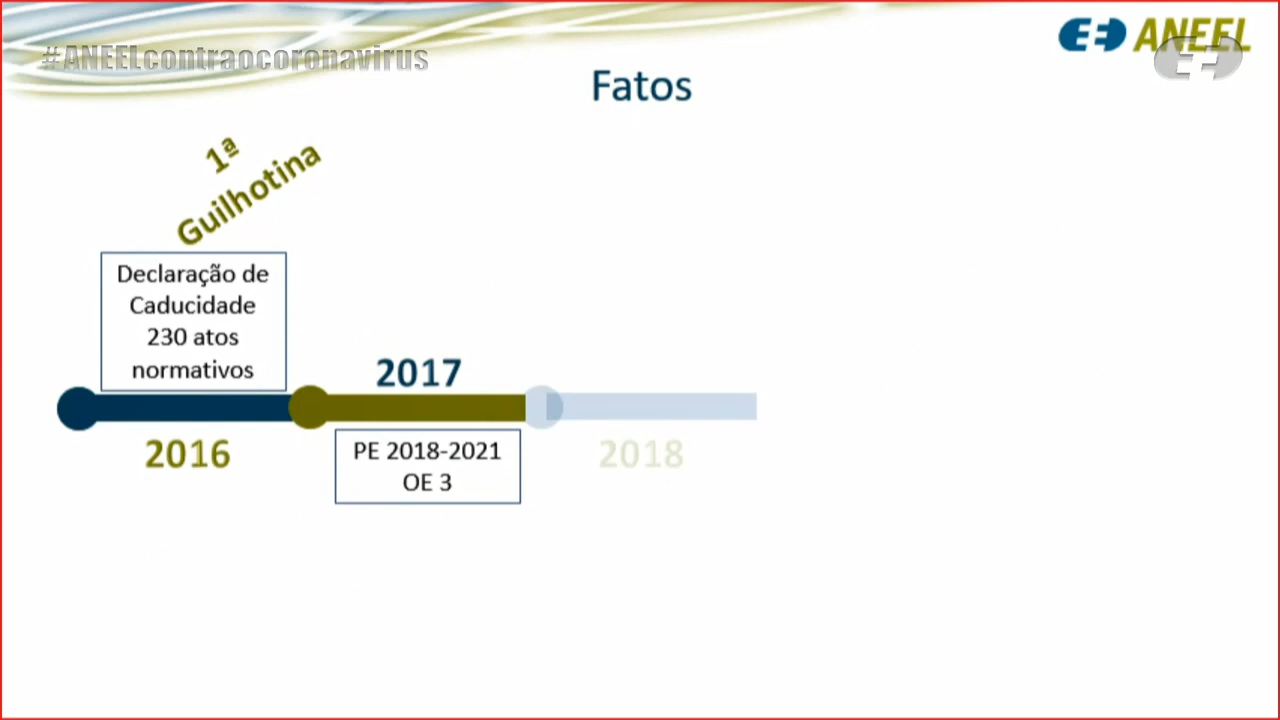 #ANEELcontraocoronavirus
ANEEL
Fatos
1ª
Guilhotina
Declaração de
Caducidade
230 atos
normativos
2017
2016
PE 2018-2021
OE 3
2018